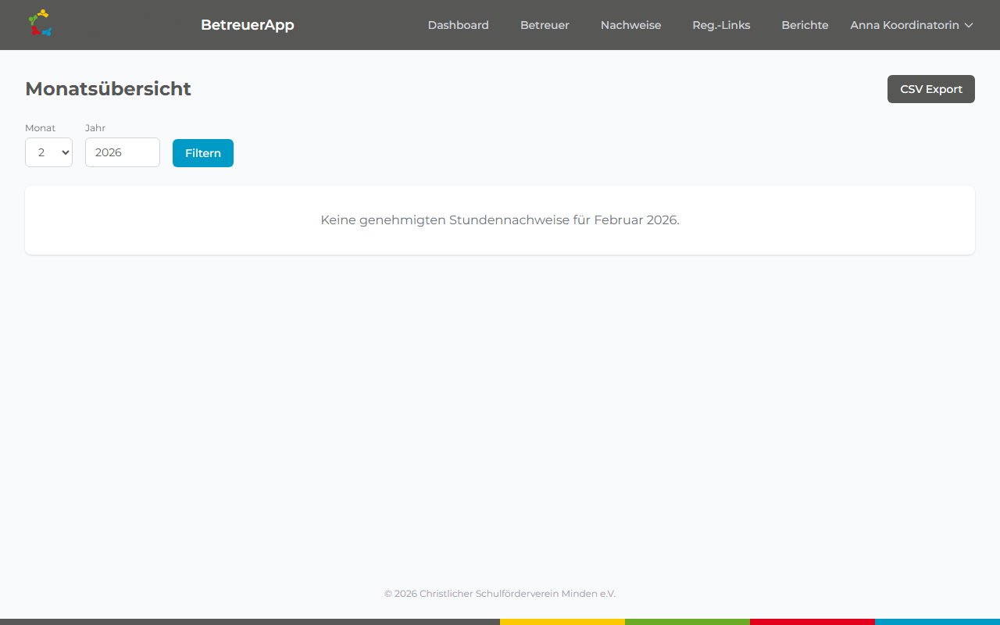 BetreuerApp
Dashboard
Betreuer
Nachweise
Reg.-Links
Berichte
Anna Koordinatorin
Monatsübersicht
CSV Export
Monat
Jahr
2
2026
Filtern
Keine genehmigten Stundennachweise für Februar 2026.
© 2026 Christlicher Schulförderverein Minden e.V.